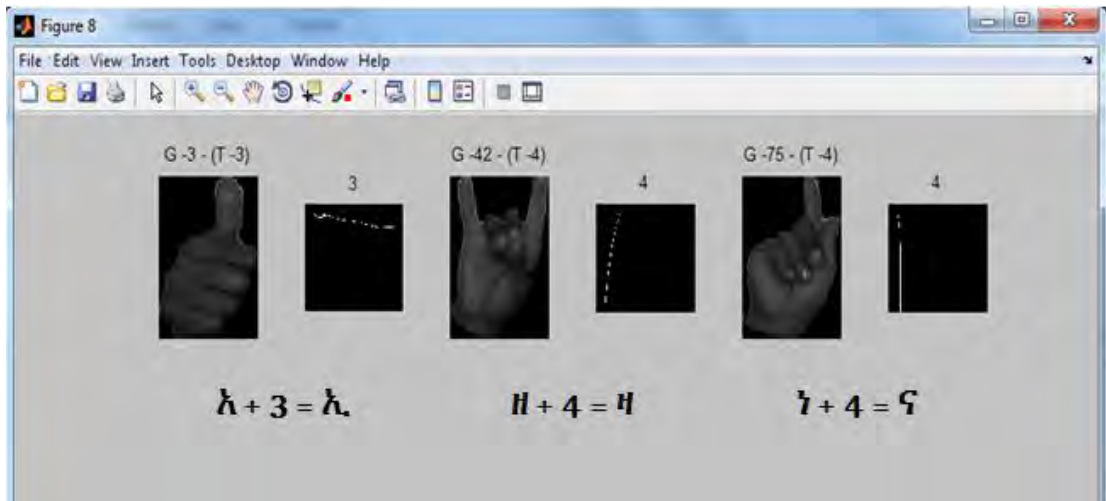 Figure 8
File Edit View Insert Tools Desktop Window Help
G -3 - (T -3)
3
G -42 - (T -4)
4
G -75 - (T -4)
4
አ + 3 = ኢ
ዘ + 4 = ዛ
ነ + 4 = ና